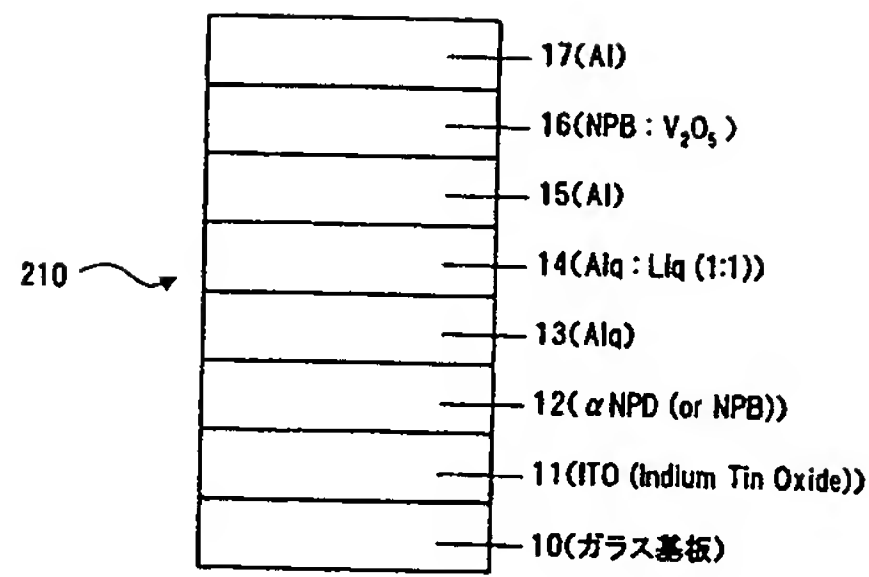 17(Al)
16(NPB : V₂O₅)
15(Al)
14(Alq : Liq (1:1))
210
13(Alq)
12(αNPD (or NPB))
11(ITO (Indium Tin Oxide))
10(ガラス基板)